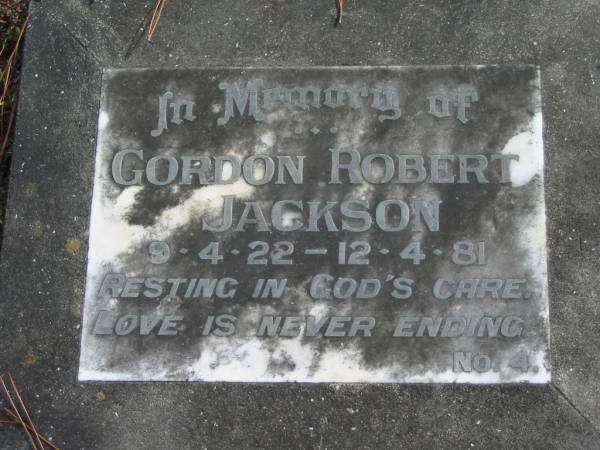 In Memory of
GORDON ROBERT
JACKSON
9·4·22 – 12·4·81
RESTING IN GOD'S CARE.
LOVE IS NEVER ENDING.
No. 4.